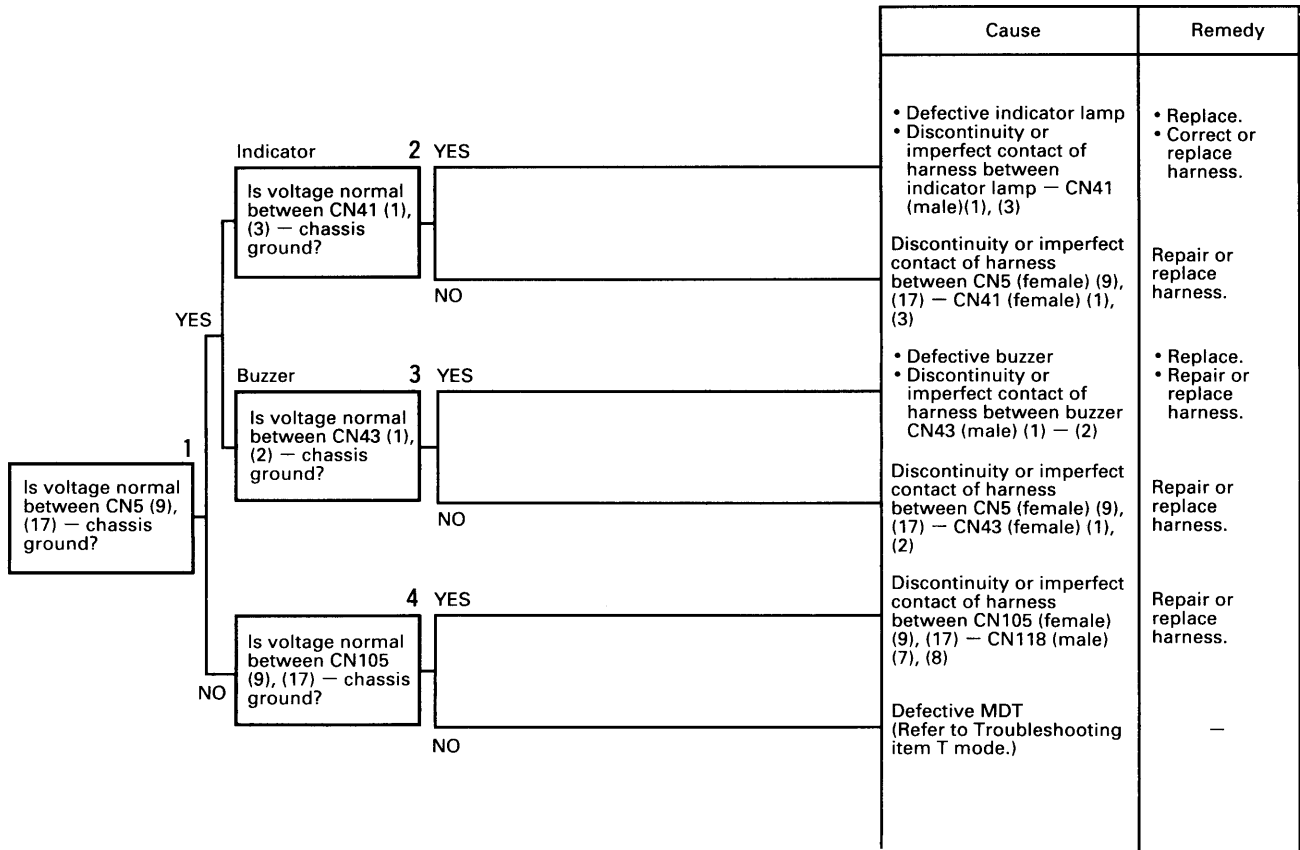 Cause
Remedy
1
Is voltage normal
between CN5 (9),
(17) — chassis
ground?
YES
NO
Indicator
2
YES
Is voltage normal
between CN41 (1),
(3) — chassis
ground?
NO
• Defective indicator lamp
• Discontinuity or
imperfect contact of
harness between
indicator lamp — CN41
(male)(1), (3)
• Replace.
• Correct or
replace
harness.
Discontinuity or imperfect
contact of harness
between CN5 (female) (9),
(17) — CN41 (female) (1),
(3)
Repair or
replace
harness.
Buzzer
3
YES
Is voltage normal
between CN43 (1),
(2) — chassis
ground?
NO
• Defective buzzer
• Discontinuity or
imperfect contact of
harness between buzzer
CN43 (male) (1) — (2)
• Replace.
• Repair or
replace
harness.
Discontinuity or imperfect
contact of harness
between CN5 (female) (9),
(17) — CN43 (female) (1),
(2)
Repair or
replace
harness.
4
YES
Is voltage normal
between CN105
(9), (17) — chassis
ground?
NO
Discontinuity or imperfect
contact of harness
between CN105 (female)
(9), (17) — CN118 (male)
(7), (8)
Repair or
replace
harness.
Defective MDT
(Refer to Troubleshooting
item T mode.)
—